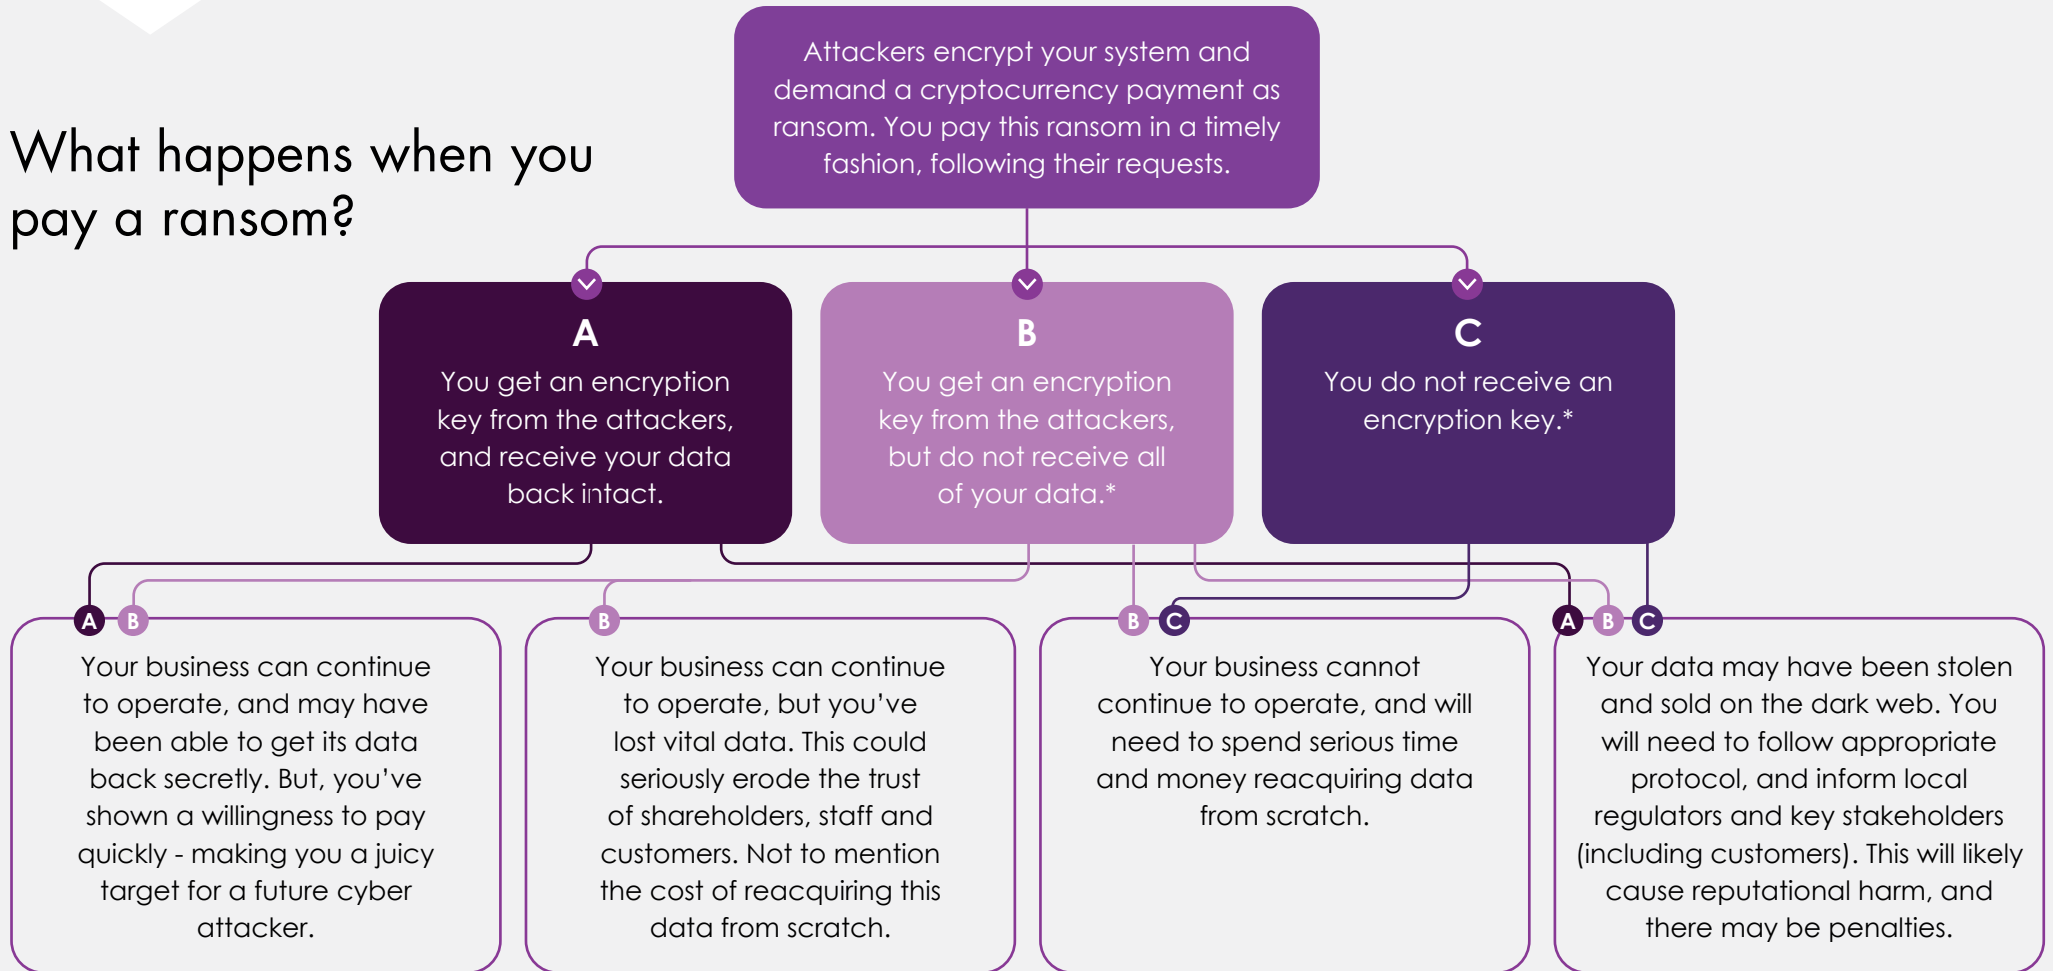 What happens when you
pay a ransom?
Attackers encrypt your system and
demand a cryptocurrency payment as
ransom. You pay this ransom in a timely
fashion, following their requests.
A
You get an encryption
key from the attackers,
and receive your data
back intact.
B
You get an encryption
key from the attackers,
but do not receive all
of your data.*
C
You do not receive an
encryption key.*
A B
Your business can continue
to operate, and may have
been able to get its data
back secretly. But, you’ve
shown a willingness to pay
quickly - making you a juicy
target for a future cyber
attacker.
B
Your business can continue
to operate, but you’ve
lost vital data. This could
seriously erode the trust
of shareholders, staff and
customers. Not to mention
the cost of reacquiring this
data from scratch.
B C
Your business cannot
continue to operate, and will
need to spend serious time
and money reacquiring data
from scratch.
A B C
Your data may have been stolen
and sold on the dark web. You
will need to follow appropriate
protocol, and inform local
regulators and key stakeholders
(including customers). This will likely
cause reputational harm, and
there may be penalties.